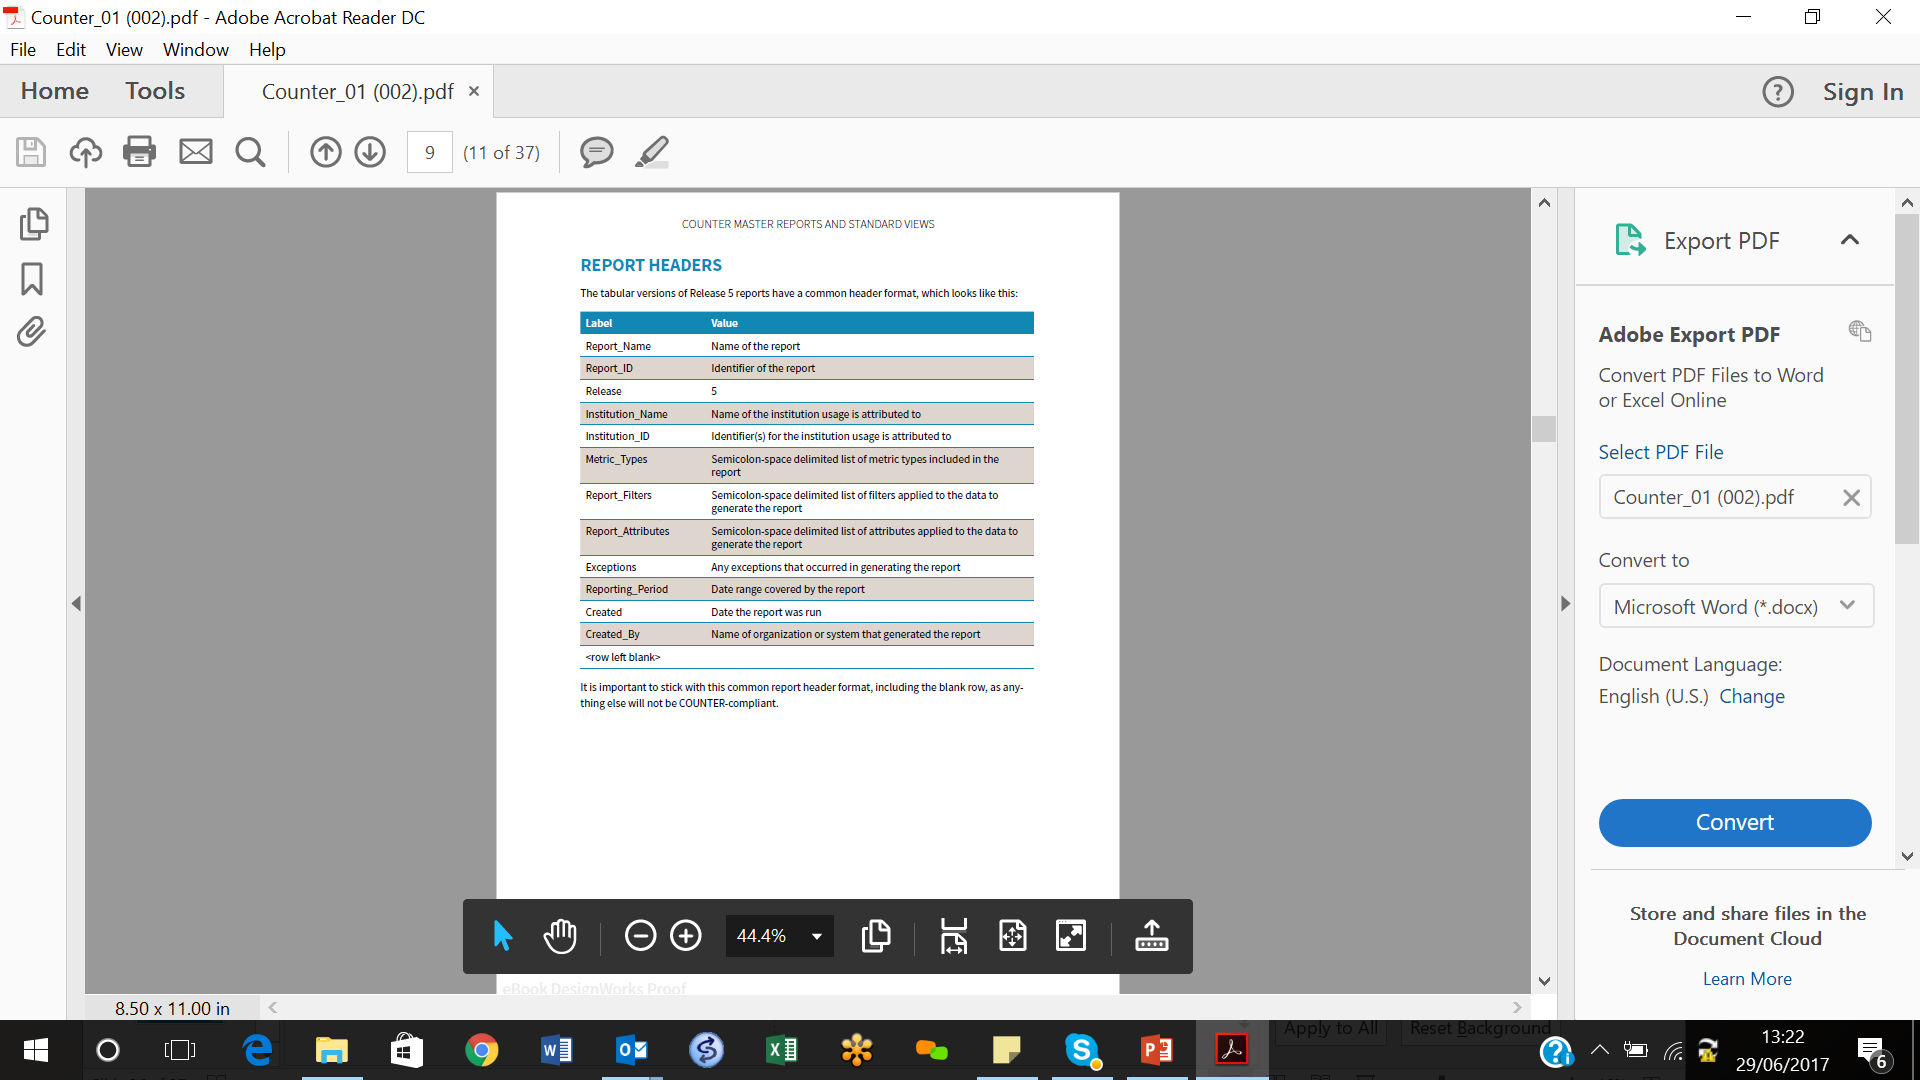 Counter_01 (002).pdf - Adobe Acrobat Reader DC
File Edit View Window Help
Home Tools Counter_01 (002).pdf × ? Sign In
9 (11 of 37)
COUNTER MASTER REPORTS AND STANDARD VIEWS
REPORT HEADERS
The tabular versions of Release 5 reports have a common header format, which looks like this:
Label Value
Report_Name Name of the report
Report_ID Identifier of the report
Release 5
Institution_Name Name of the institution usage is attributed to
Institution_ID Identifier(s) for the institution usage is attributed to
Metric_Types Semicolon-space delimited list of metric types included in the
report
Report_Filters Semicolon-space delimited list of filters applied to the data to
generate the report
Report_Attributes Semicolon-space delimited list of attributes applied to the data to
generate the report
Exceptions Any exceptions that occurred in generating the report
Reporting_Period Date range covered by the report
Created Date the report was run
Created_By Name of organization or system that generated the report
<row left blank>
It is important to stick with this common report header format, including the blank row, as any-
thing else will not be COUNTER-compliant.
44.4%
eBook DesignWorks Proof
8.50 x 11.00 in
Export PDF
Adobe Export PDF
Convert PDF Files to Word
or Excel Online
Select PDF File
Counter_01 (002).pdf
Convert to
Microsoft Word (*.docx)
Document Language:
English (U.S.) Change
Convert
Store and share files in the
Document Cloud
Learn More
Apply to All Reset Background
13:22
29/06/2017
6